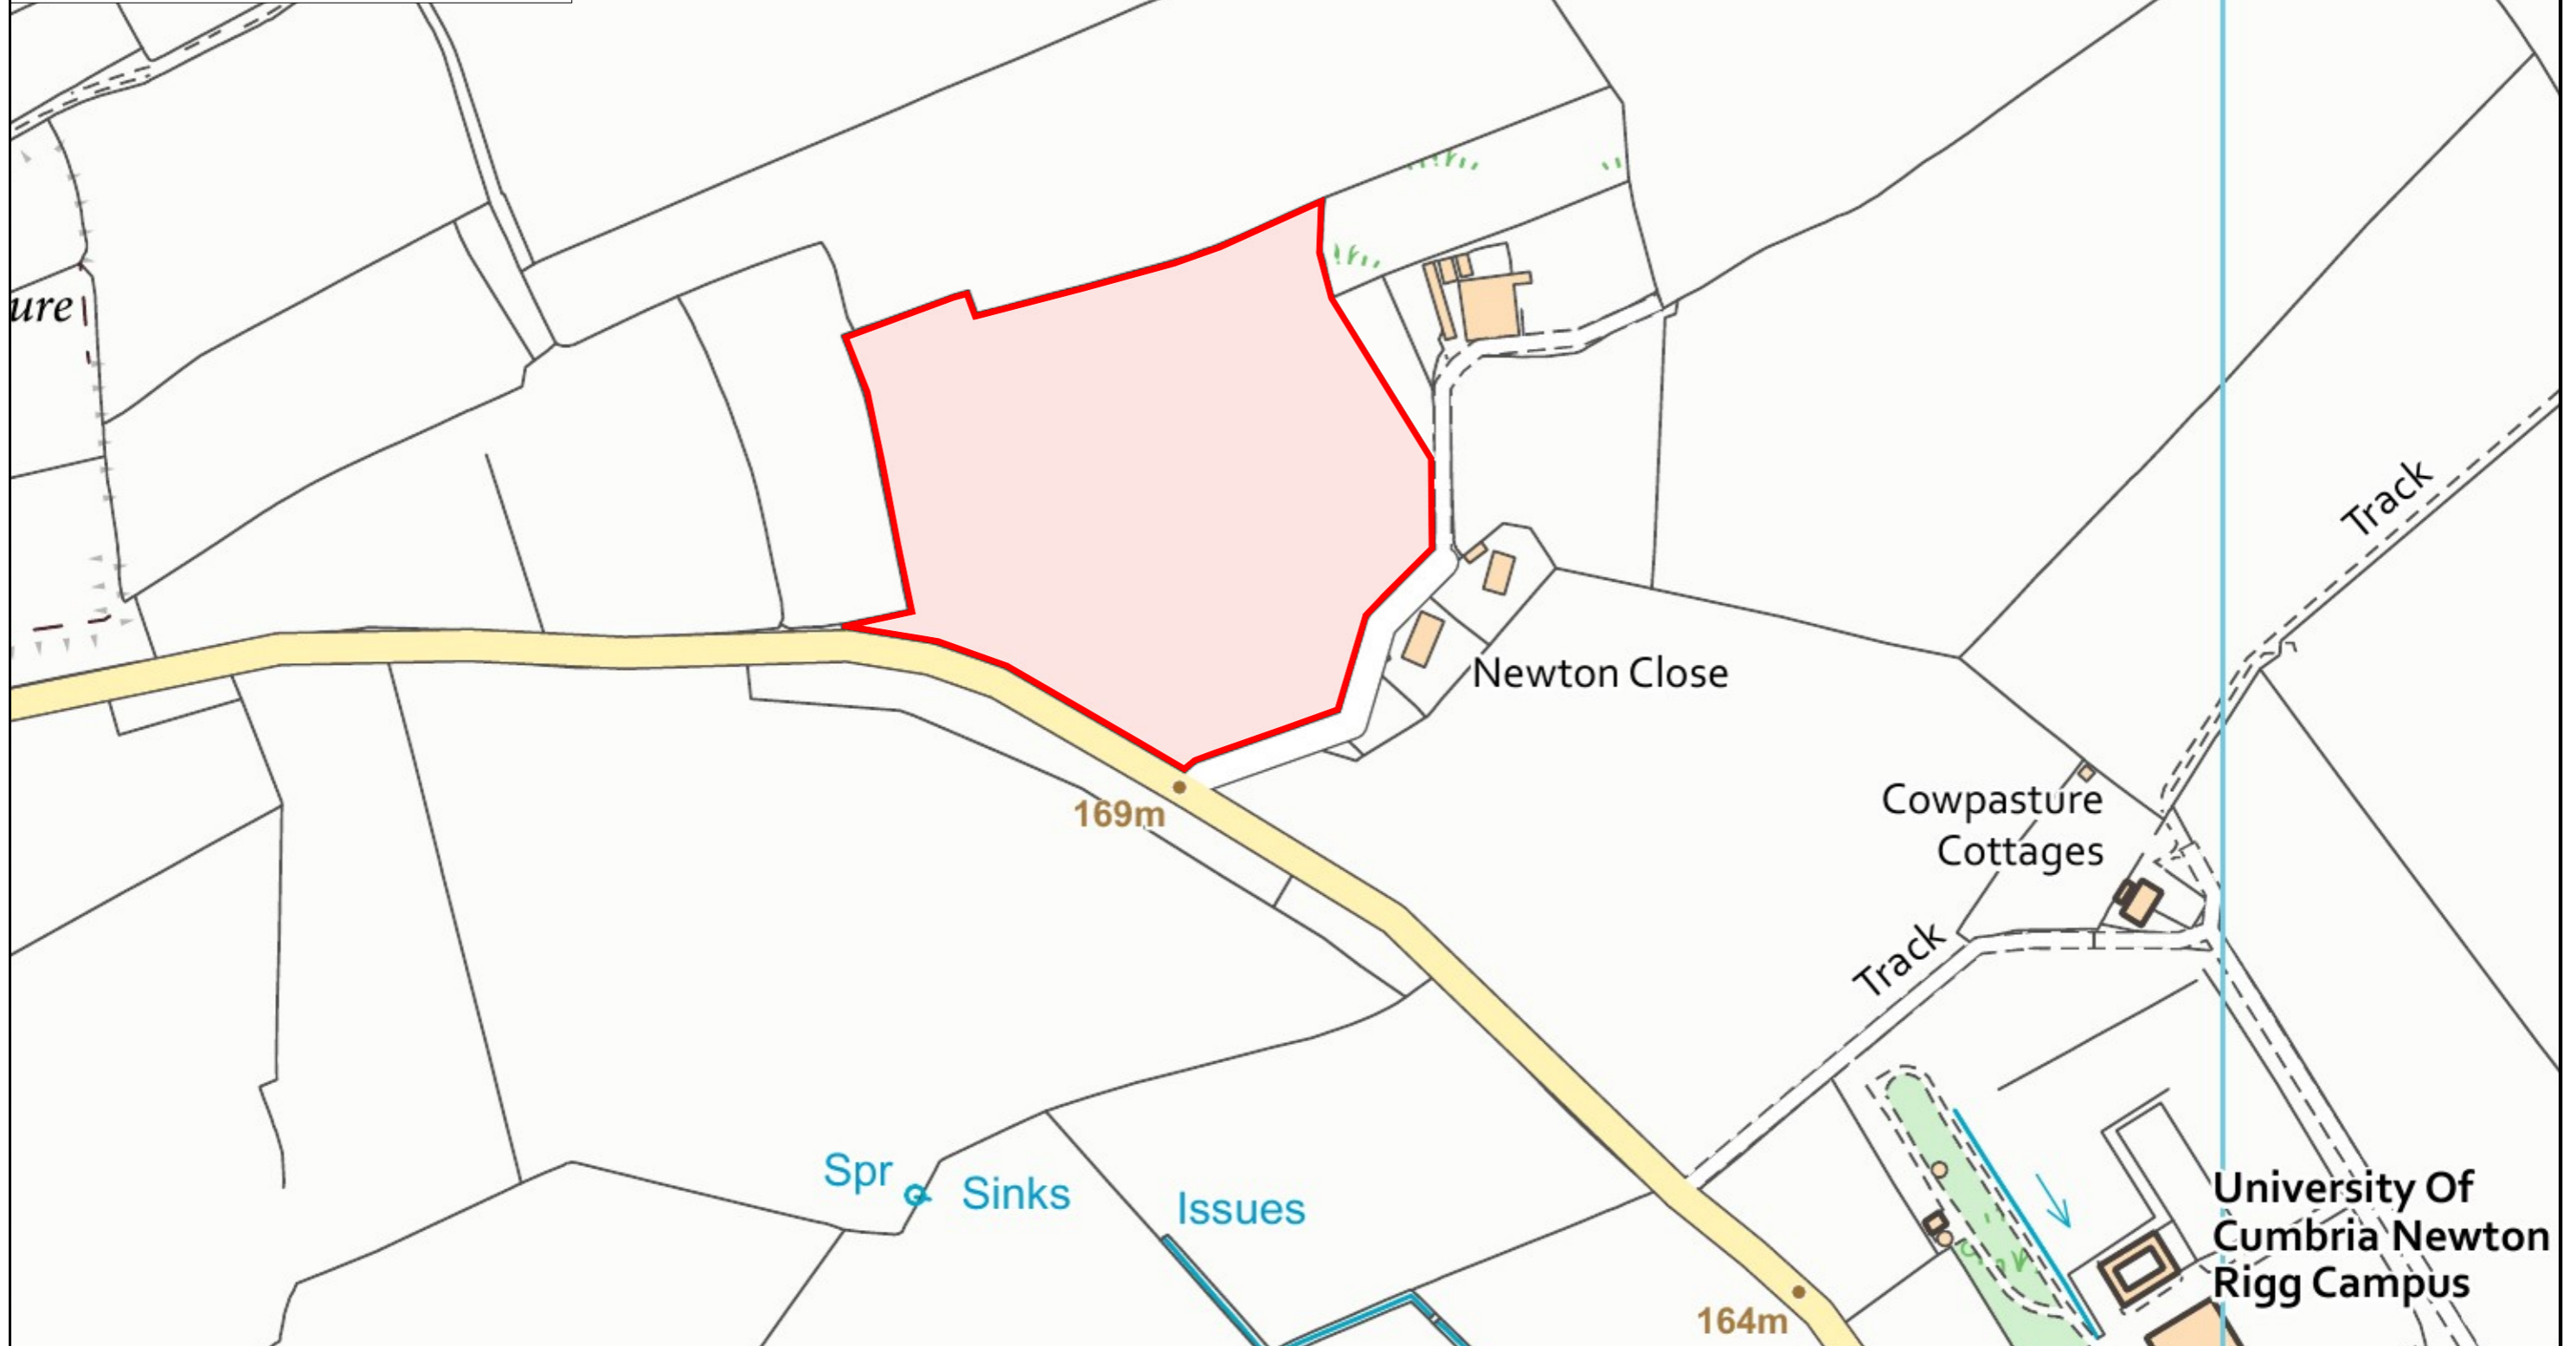 ure
Track
Newton Close
Cowpasture
Cottages
169m
Track
Spr
Sinks
Issues
University Of
Cumbria Newton
Rigg Campus
164m